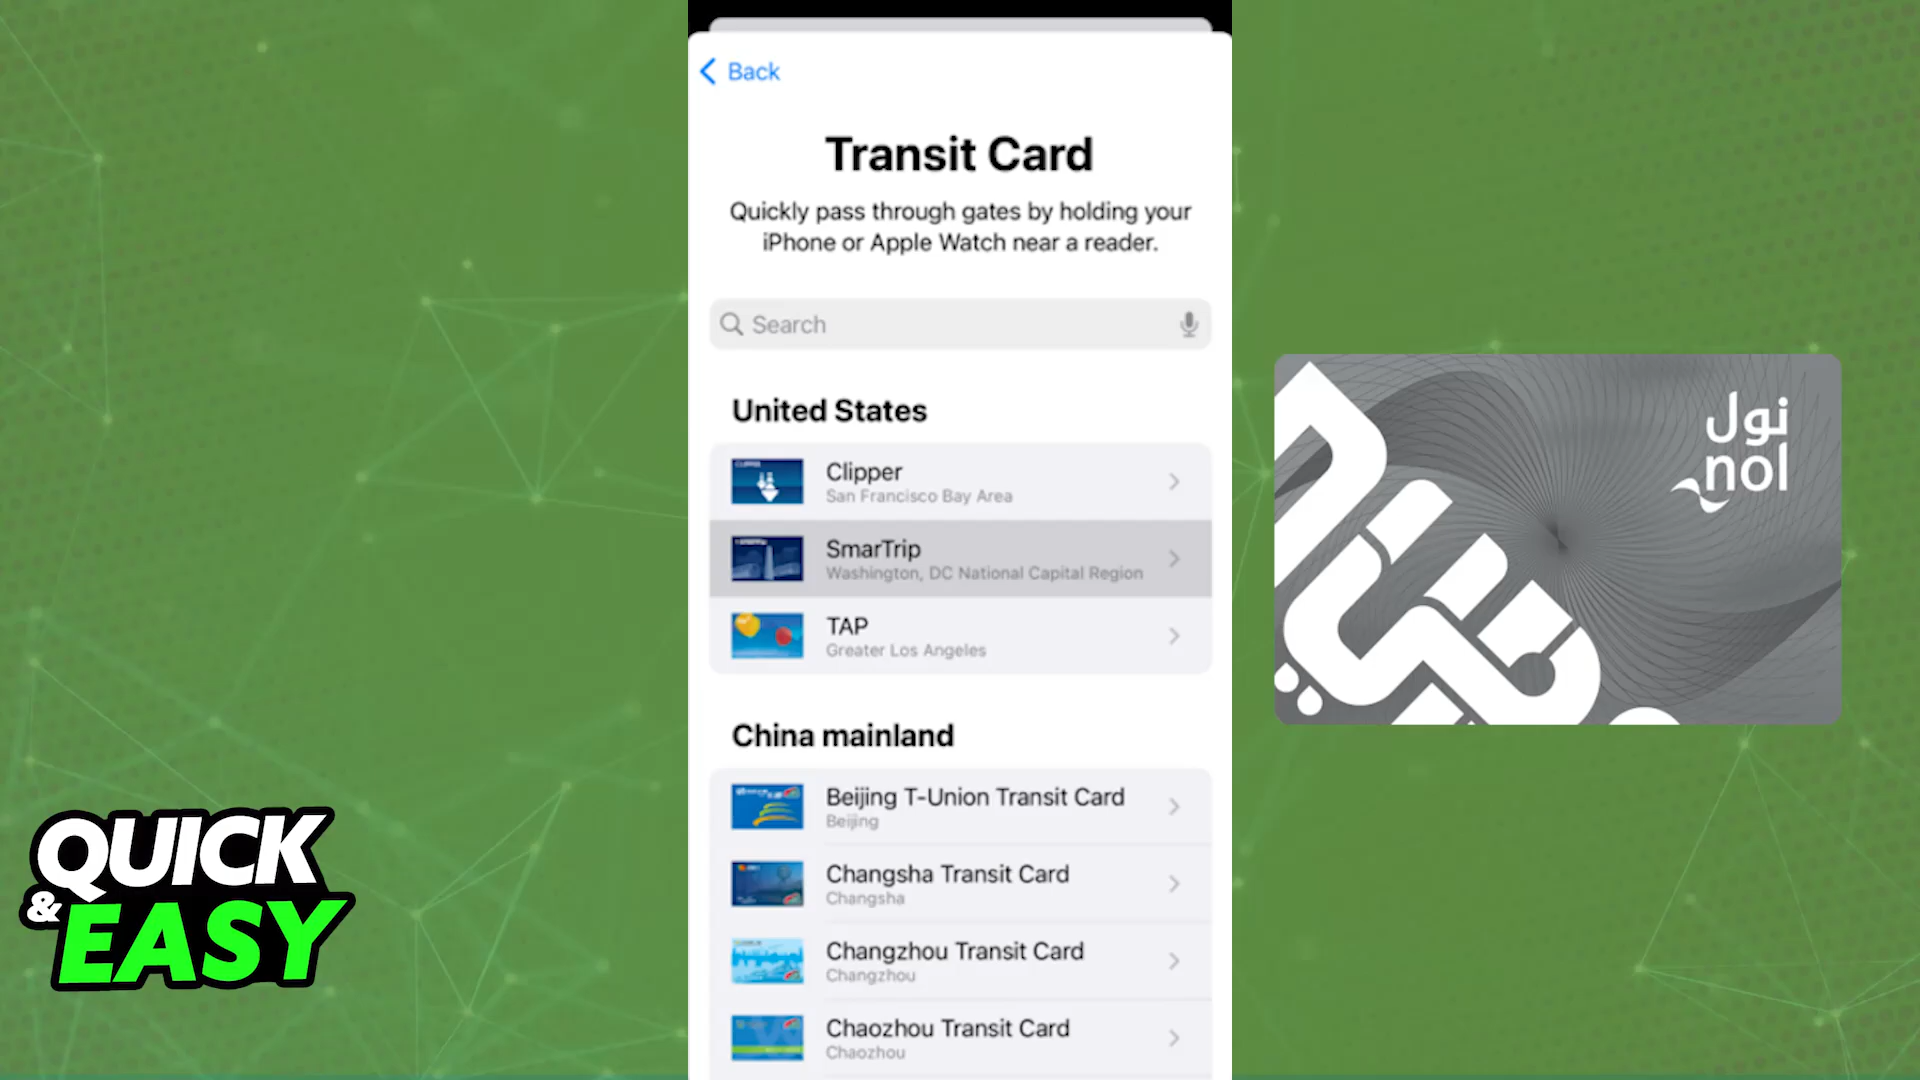 Back
Transit Card
Quickly pass through gates by holding your
iPhone or Apple Watch near a reader.
Search
United States
Clipper
San Francisco Bay Area
SmarTrip
Washington, DC National Capital Region
TAP
Greater Los Angeles
China mainland
Beijing T-Union Transit Card
Beijing
Changsha Transit Card
Changsha
Changzhou Transit Card
Changzhou
Chaozhou Transit Card
Chaozhou
نول
nol
QUICK
& EASY